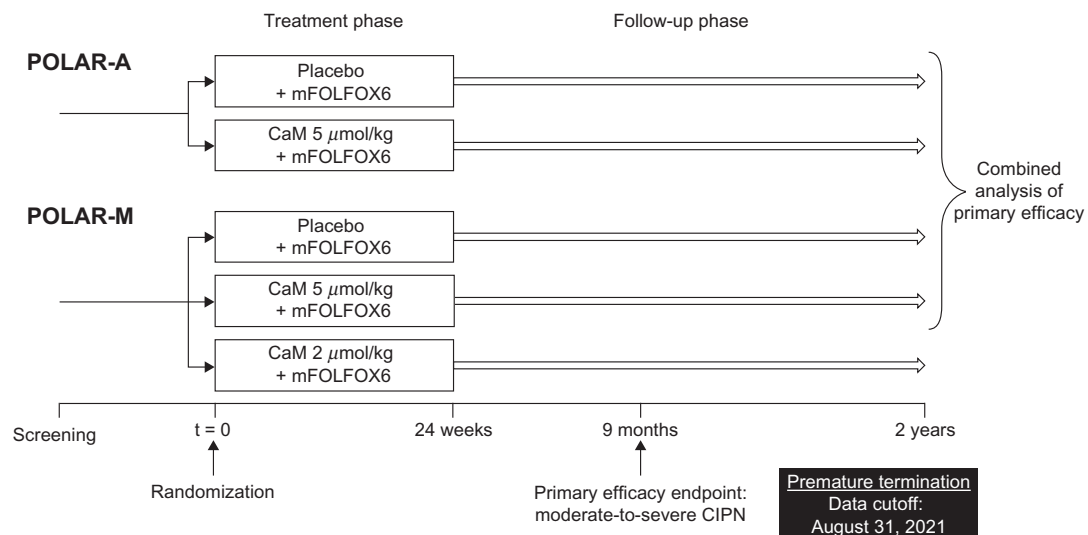 Treatment phase
Follow-up phase
POLAR-A
Placebo
+ mFOLFOX6
CaM 5 μmol/kg
+ mFOLFOX6
POLAR-M
Placebo
+ mFOLFOX6
CaM 5 μmol/kg
+ mFOLFOX6
CaM 2 μmol/kg
+ mFOLFOX6
Combined
analysis of
primary efficacy
Screening
t = 0
24 weeks
9 months
2 years
Randomization
Primary efficacy endpoint:
moderate-to-severe CIPN
Premature termination
Data cutoff:
August 31, 2021